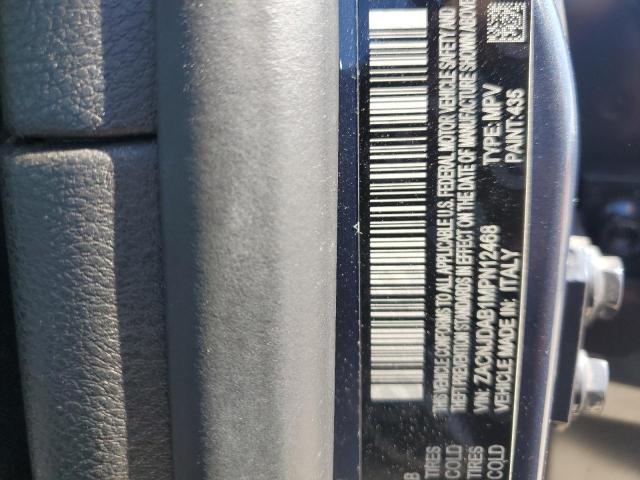 THIS VEHICLE CONFORMS TO ALL APPLICABLE U.S. FEDERAL MOTOR VEHICLE SAFETY AND
THEFT PREVENTION STANDARDS IN EFFECT ON THE DATE OF MANUFACTURE SHOWN ABOVE
VIN: ZACNJDAB1MPN12468 TYPE: MPV
VEHICLE MADE IN: ITALY PAINT: 435
B
TIRES
COLD
TIRES
COLD